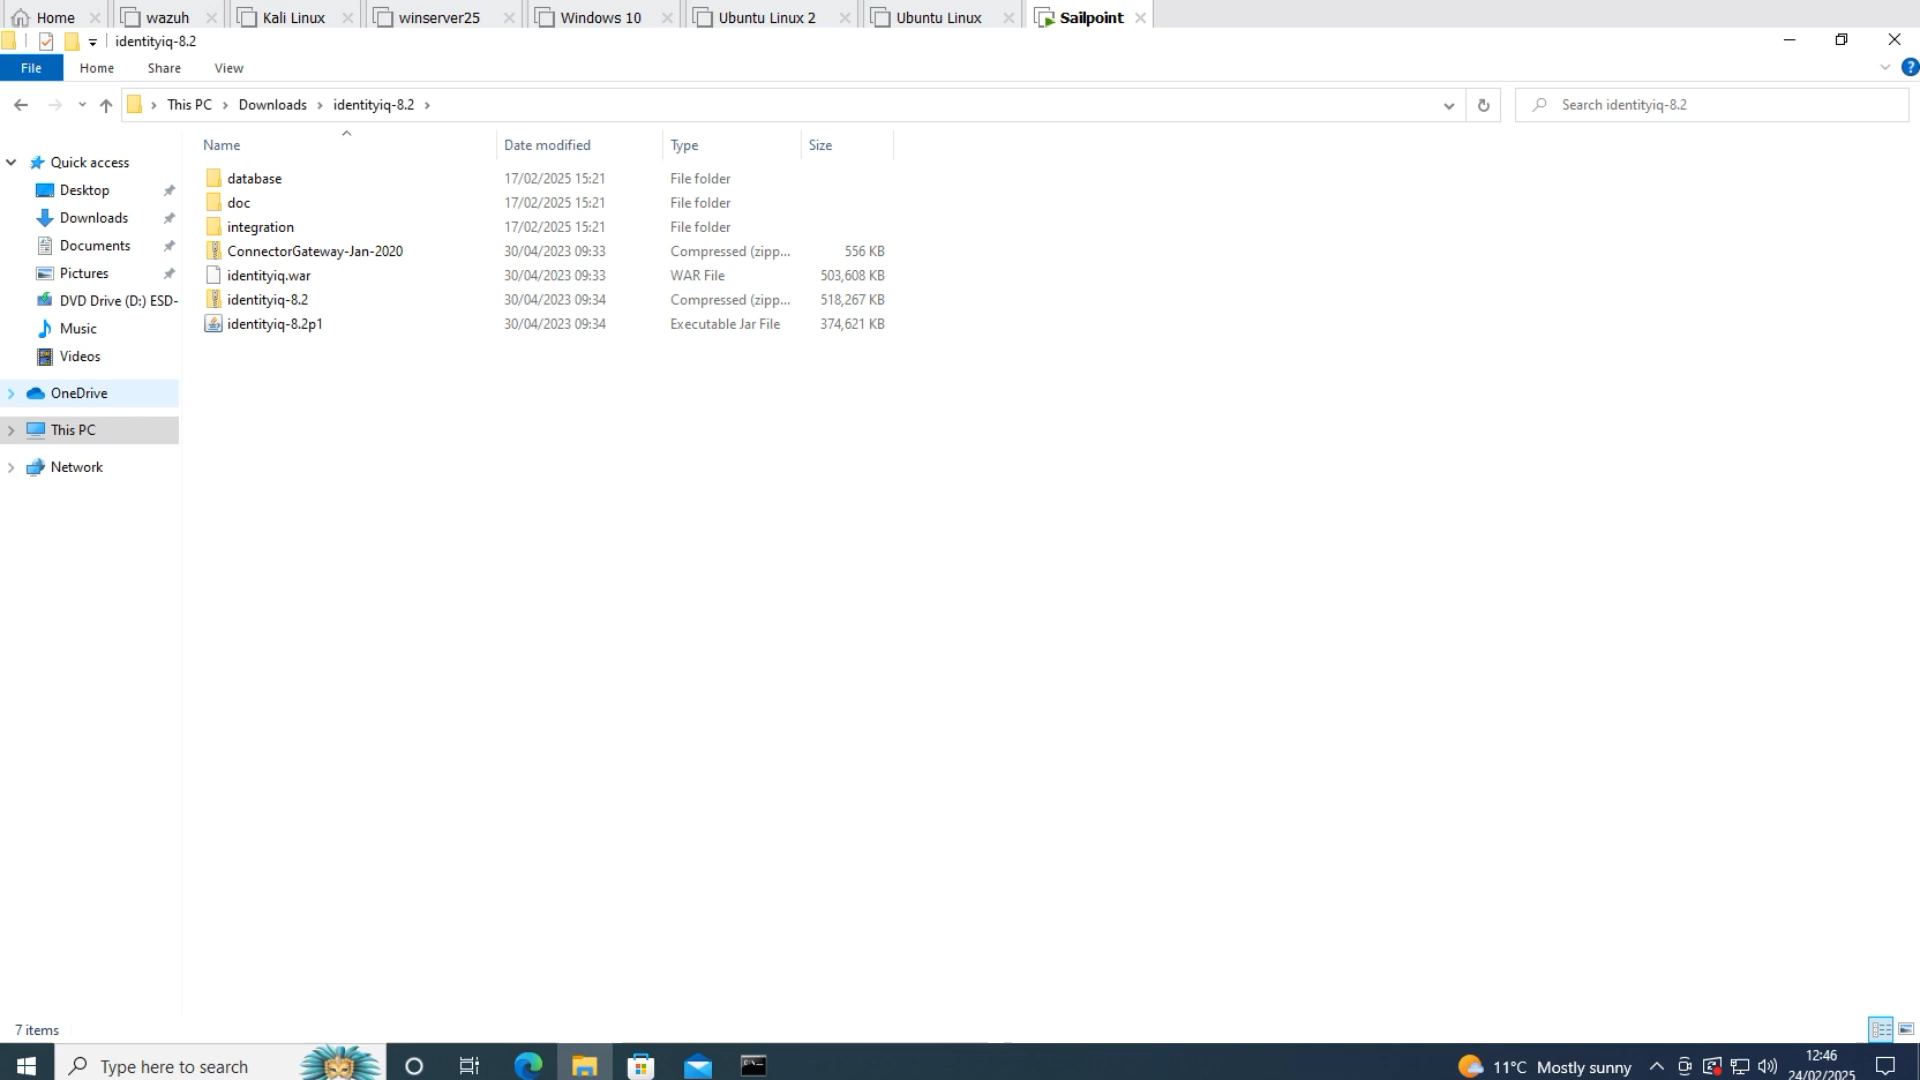 Home
wazuh
Kali Linux
winserver25
Windows 10
Ubuntu Linux 2
Ubuntu Linux
Sailpoint
identityiq-8.2
File
Home
Share
View
This PC
Downloads
identityiq-8.2
Search identityiq-8.2
Name
Date modified
Type
Size
Quick access
Desktop
Downloads
Documents
Pictures
DVD Drive (D:) ESD-
Music
Videos
OneDrive
This PC
Network
database 17/02/2025 15:21 File folder
doc 17/02/2025 15:21 File folder
integration 17/02/2025 15:21 File folder
ConnectorGateway-Jan-2020 30/04/2023 09:33 Compressed (zipp... 556 KB
identityiq.war 30/04/2023 09:33 WAR File 503,608 KB
identityiq-8.2 30/04/2023 09:34 Compressed (zipp... 518,267 KB
identityiq-8.2p1 30/04/2023 09:34 Executable Jar File 374,621 KB
7 items
Type here to search
11°C Mostly sunny
12:46
24/02/2025